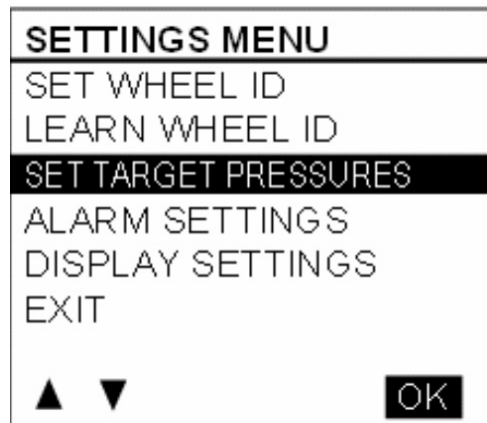 SETTINGS MENU
SET WHEEL ID
LEARN WHEEL ID
SET TARGET PRESSURES
ALARM SETTINGS
DISPLAY SETTINGS
EXIT
▲ ▼ OK